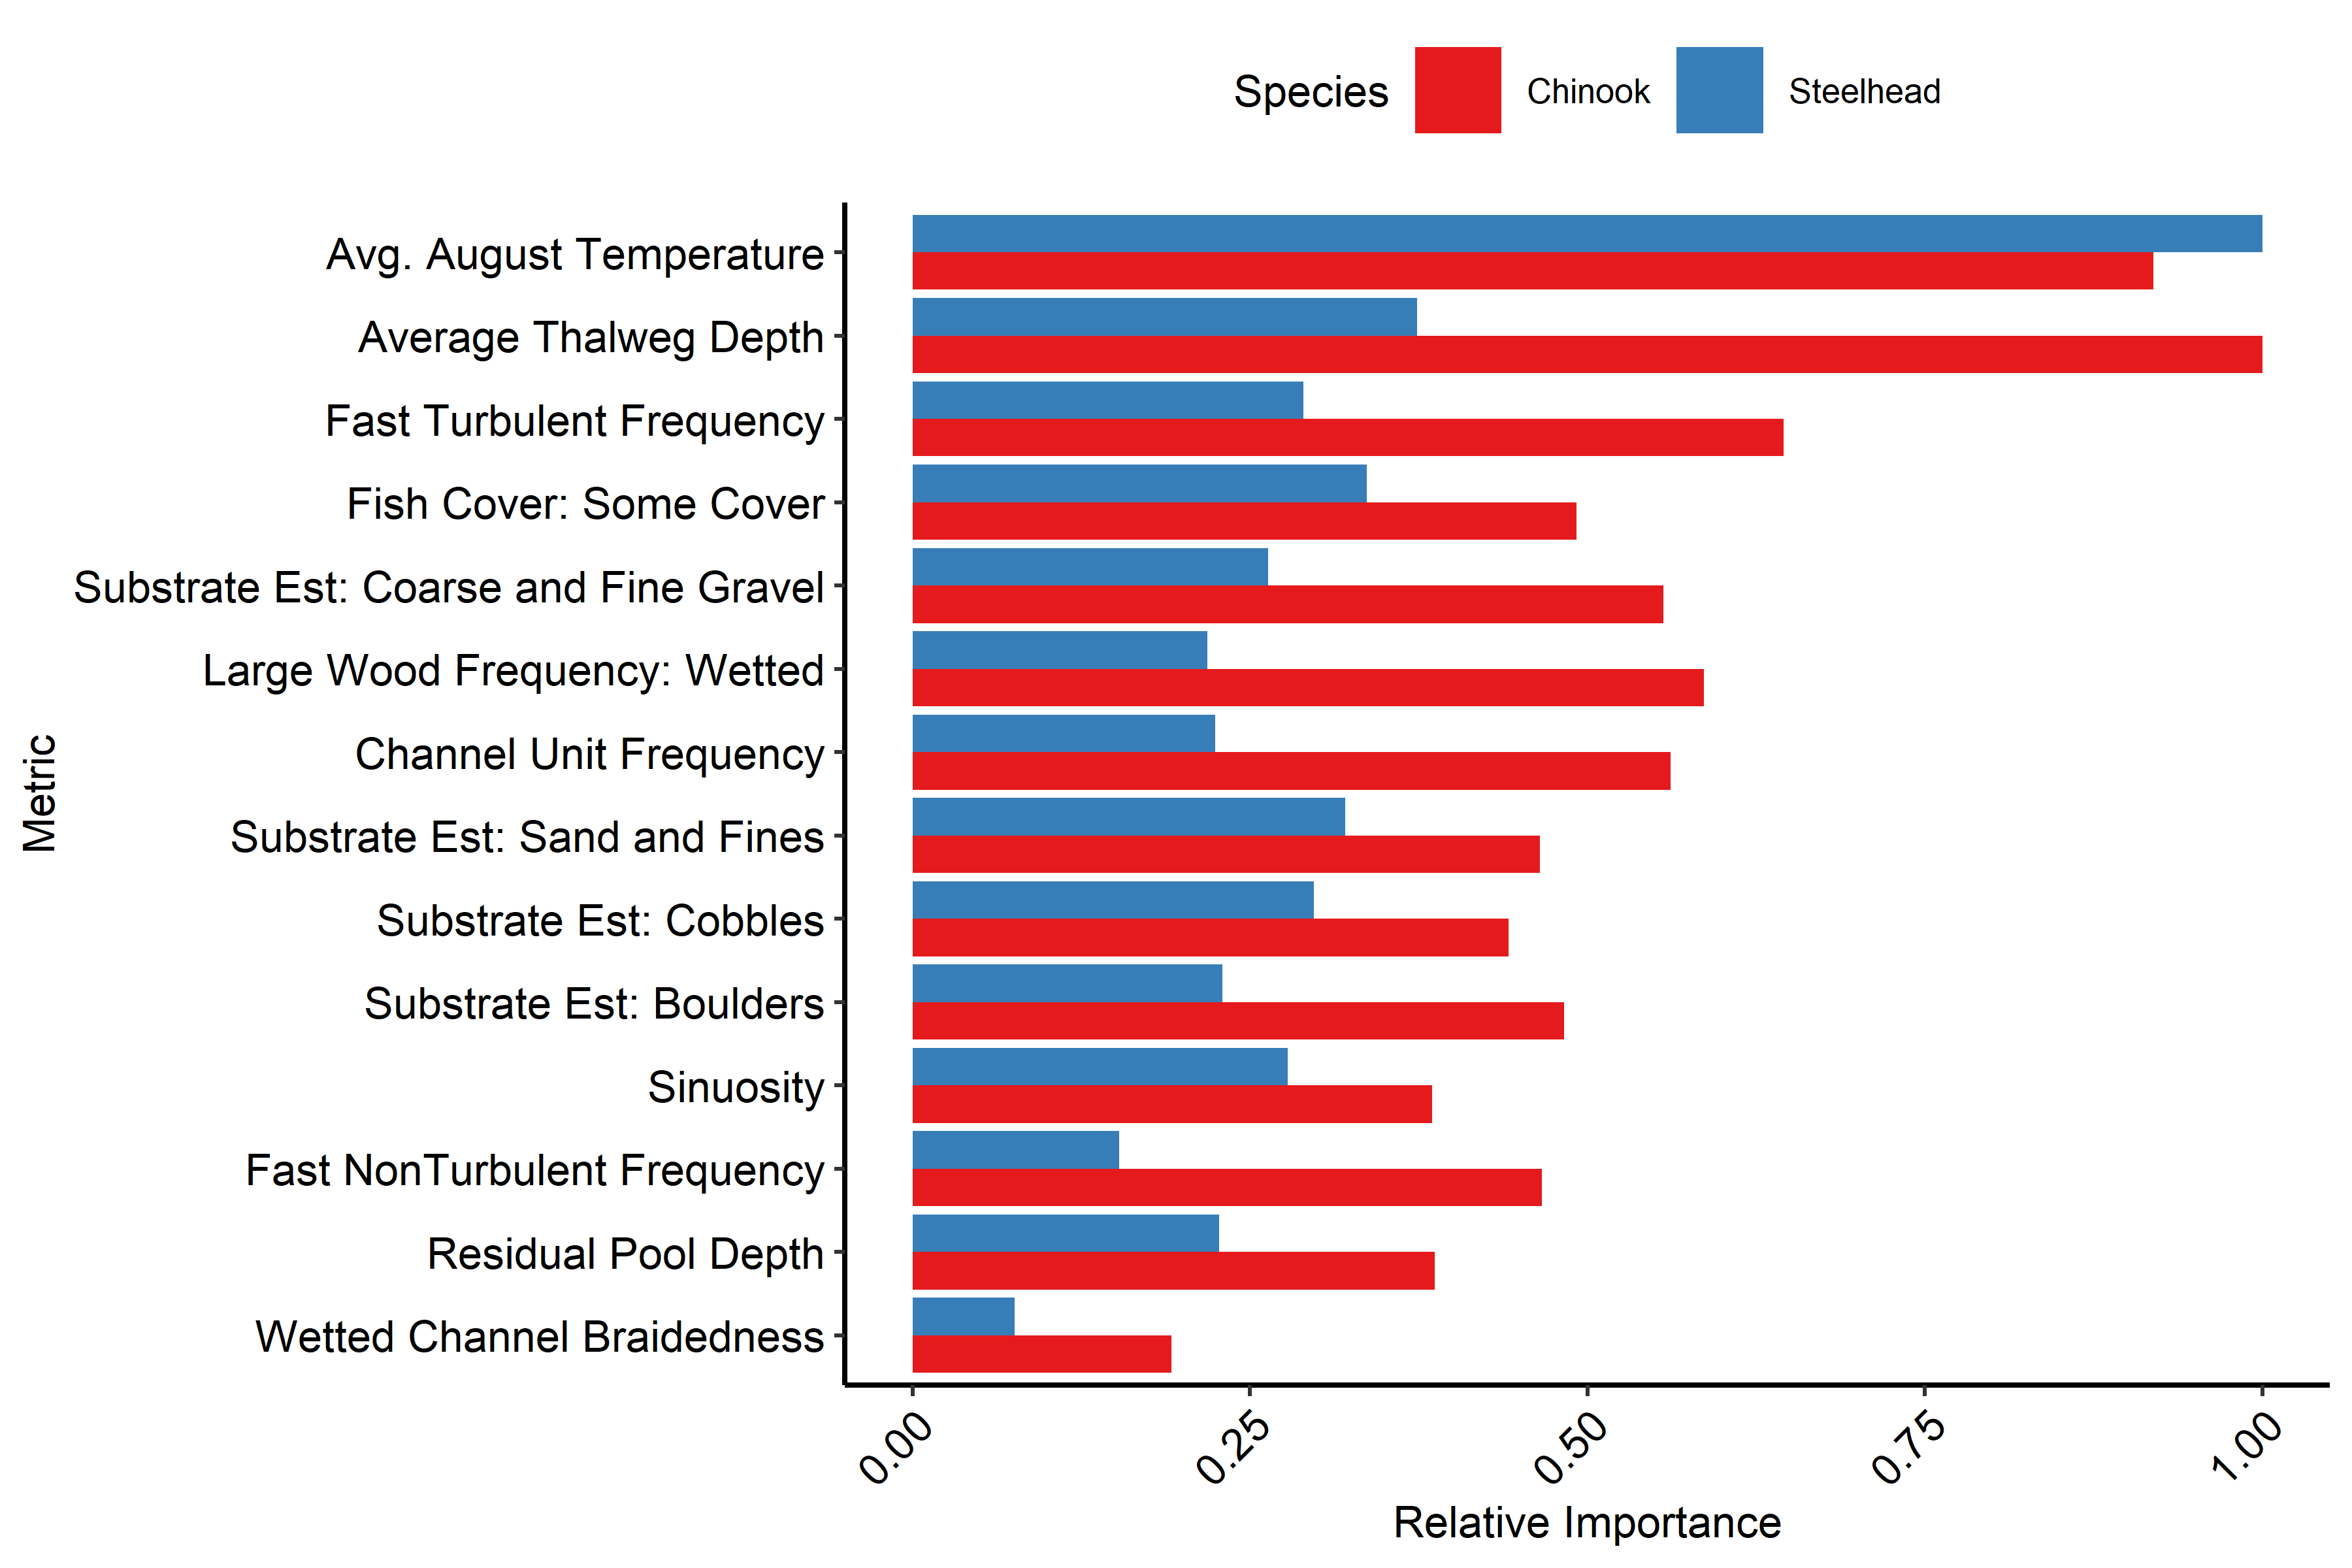 Species Chinook Steelhead
Avg. August Temperature
Average Thalweg Depth
Fast Turbulent Frequency
Fish Cover: Some Cover
Substrate Est: Coarse and Fine Gravel
Large Wood Frequency: Wetted
Channel Unit Frequency
Substrate Est: Sand and Fines
Substrate Est: Cobbles
Substrate Est: Boulders
Sinuosity
Fast NonTurbulent Frequency
Residual Pool Depth
Wetted Channel Braidedness
Metric
0.00 0.25 0.50 0.75 1.00
Relative Importance